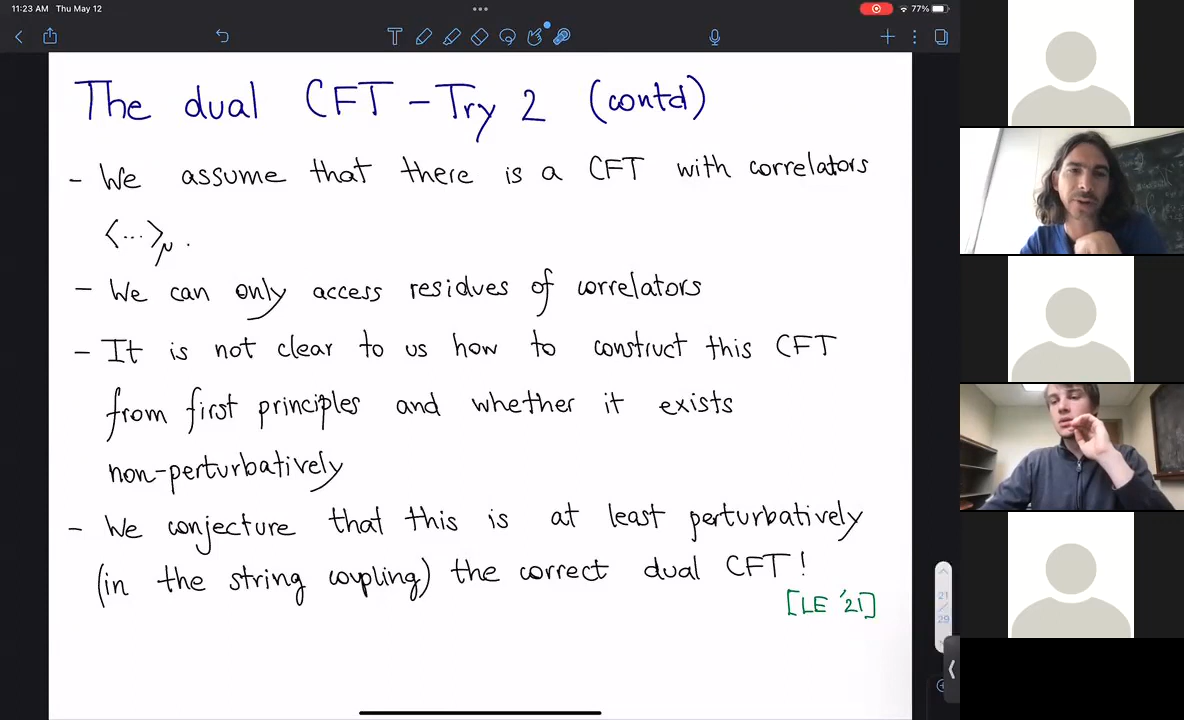 11:23 AM Thu May 12
77%
The dual CFT - Try 2 (contd)
- We assume that there is a CFT with correlators
⟨...⟩μ.
- We can only access residues of correlators
- It is not clear to us how to construct this CFT
from first principles and whether it exists
non-perturbatively
- We conjecture that this is at least perturbatively
(in the string coupling) the correct dual CFT!
[LE '21]
21
/
29